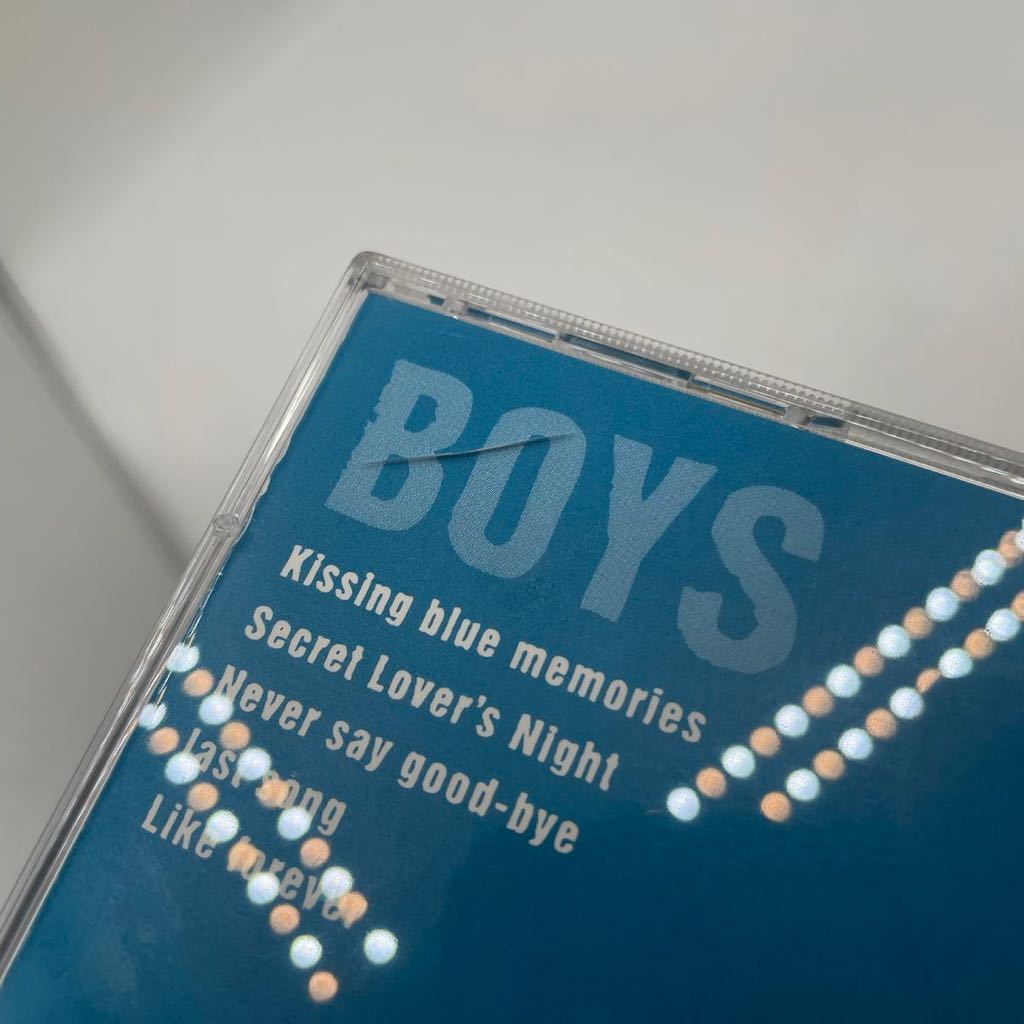 BOYS
Kissing blue memories
Secret Lover's Night
Never say good-bye
last song
Like forever